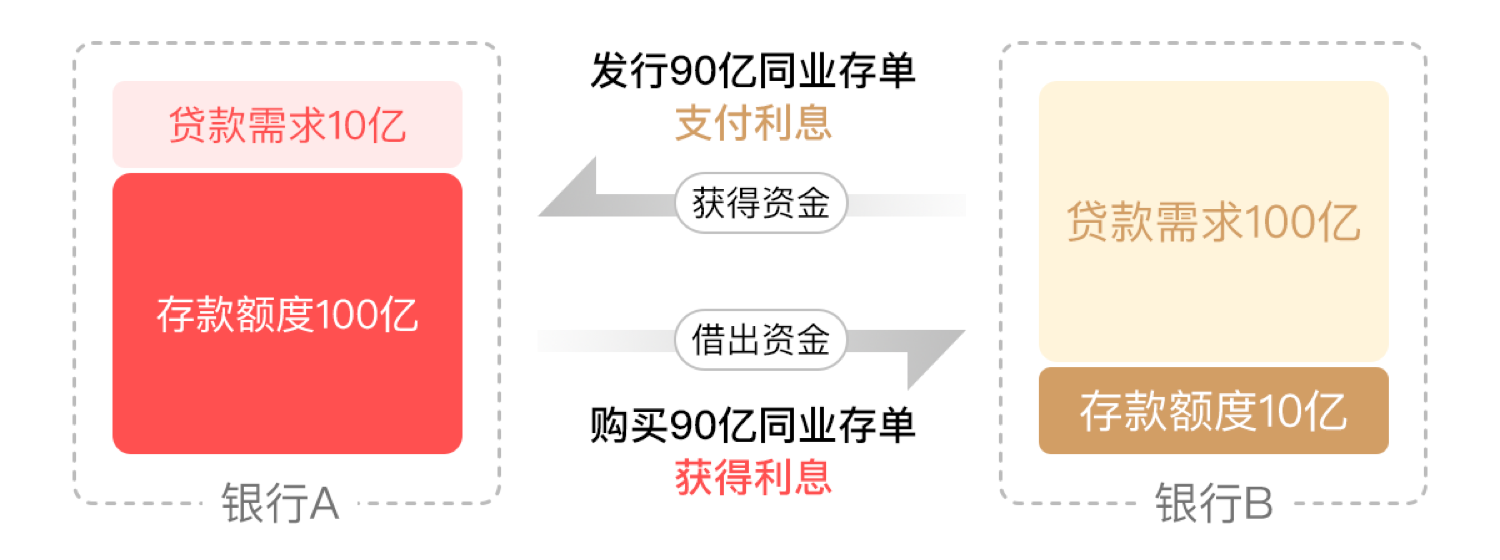 贷款需求10亿
存款额度100亿
银行A
发行90亿同业存单
支付利息
获得资金
借出资金
购买90亿同业存单
获得利息
贷款需求100亿
存款额度10亿
银行B